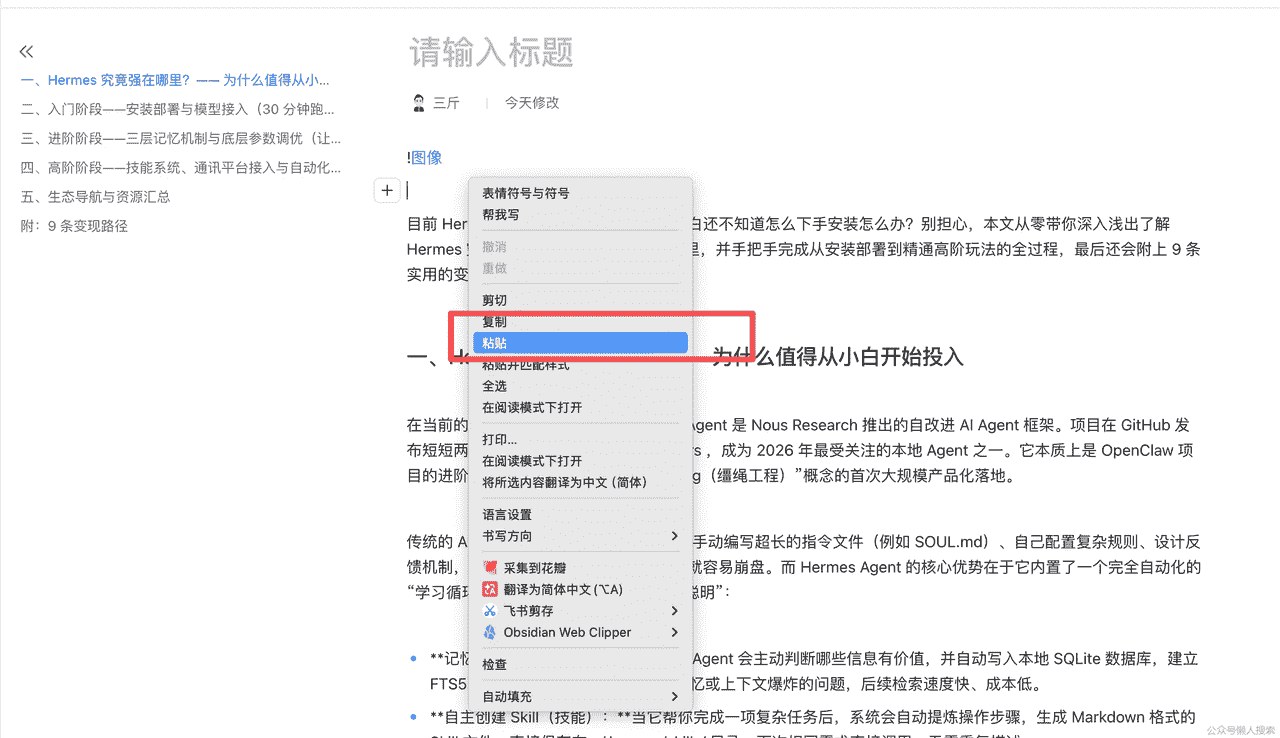 请输入标题
一、Hermes 究竟强在哪里？—— 为什么值得从小...
二、入门阶段——安装部署与模型接入（30 分钟跑...
三、进阶阶段——三层记忆机制与底层参数调优（让...
四、高阶阶段——技能系统、通讯平台接入与自动化...
五、生态导航与资源汇总
附：9 条变现路径
三斤
今天修改
!图像
表情符号与符号
帮我写
撤消
重做
剪切
复制
粘贴
粘贴并匹配样式
全选
在阅读模式下打开
打印...
在阅读模式下打开
将所选内容翻译为中文 (简体)
语言设置
书写方向
采集到花瓣
翻译为简体中文 (⌥A)
飞书剪存
Obsidian Web Clipper
检查
自动填充
目前 Her 白还不知道怎么下手安装怎么办？别担心，本文从零带你深入浅出了解
Hermes 里，并手把手完成从安装部署到精通高阶玩法的全过程，最后还会附上 9 条
实用的变
一、He 为什么值得从小白开始投入
在当前的 Agent 是 Nous Research 推出的自改进 AI Agent 框架。项目在 GitHub 发
布短短两 rs ，成为 2026 年最受关注的本地 Agent 之一。它本质上是 OpenClaw 项
目的进阶 g（缰绳工程）”概念的首次大规模产品化落地。
传统的 A 手动编写超长的指令文件（例如 SOUL.md）、自己配置复杂规则、设计反
馈机制， 就容易崩盘。而 Hermes Agent 的核心优势在于它内置了一个完全自动化的
“学习循 聪明”：
**记忆 Agent 会主动判断哪些信息有价值，并自动写入本地 SQLite 数据库，建立
FTS5 忆或上下文爆炸的问题，后续检索速度快、成本低。
**自主创建 Skill（技能）：**当它帮你完成一项复杂任务后，系统会自动提炼操作步骤，生成 Markdown 格式的
公众号懒人搜索